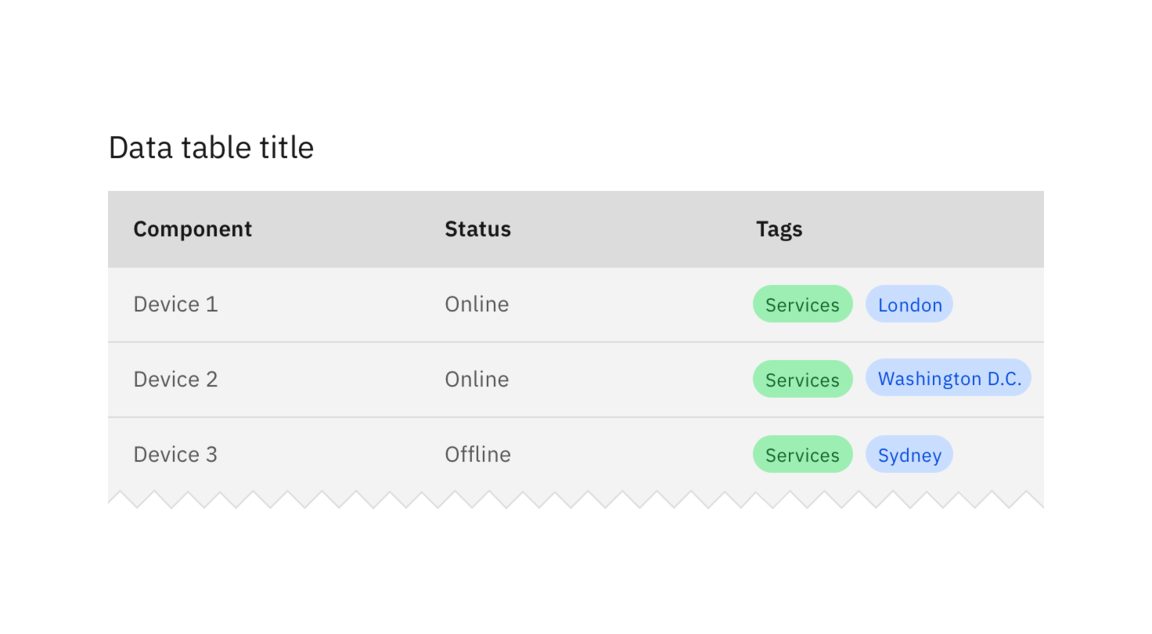 Data table title
Component Status Tags
Device 1 Online Services London
Device 2 Online Services Washington D.C.
Device 3 Offline Services Sydney